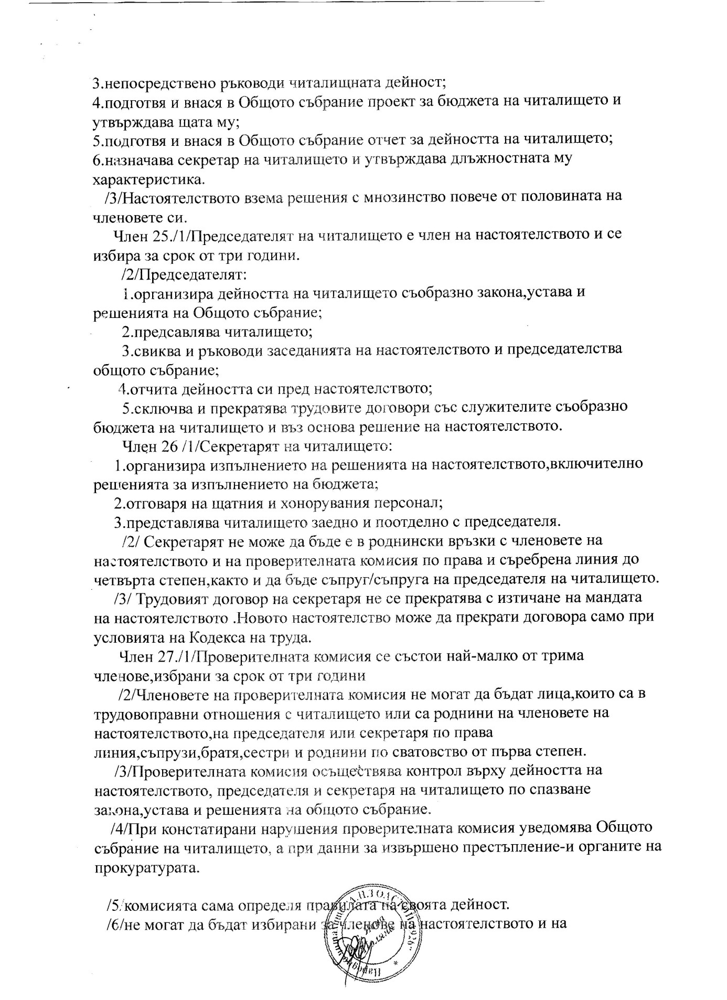 3.непосредствено ръководи читалищната дейност;
4.подготвя и внася в Общото събрание проект за бюджета на читалището и
утвърждава щата му;
5.подготвя и внася в Общото събрание отчет за дейността на читалището;
6.назначава секретар на читалището и утвърждава длъжностната му
характеристика.
/3/Настоятелството взема решения с мнозинство повече от половината на
членовете си.
Член 25./1/Председателят на читалището е член на настоятелството и се
избира за срок от три години.
/2/Председателят:
1.организира дейността на читалището съобразно закона,устава и
решенията на Общото събрание;
2.предсавлява читалището;
3.свиква и ръководи заседанията на настоятелството и председателства
общото събрание;
4.отчита дейността си пред настоятелството;
5.сключва и прекратява трудовите договори със служителите съобразно
бюджета на читалището и въз основа решение на настоятелството.
Член 26 /1/Секретарят на читалището:
1.организира изпълнението на решенията на настоятелството,включително
решенията за изпълнението на бюджета;
2.отговаря на щатния и хонорувания персонал;
3.представлява читалището заедно и поотделно с председателя.
/2/ Секретарят не може да бъде е в роднински връзки с членовете на
настоятелството и на проверителната комисия по права и съребрена линия до
четвърта степен,както и да бъде съпруг/съпруга на председателя на читалището.
/3/ Трудовият договор на секретаря не се прекратява с изтичане на мандата
на настоятелството .Новото настоятелство може да прекрати договора само при
условията на Кодекса на труда.
Член 27./1/Проверителната комисия се състои най-малко от трима
членове,избрани за срок от три години
/2/Членовете на проверителната комисия не могат да бъдат лица,които са в
трудовоправни отношения с читалището или са роднини на членовете на
настоятелството,на председателя или секретаря по права
линия,съпрузи,братя,сестри и роднини по сватовство от първа степен.
/3/Проверителната комисия осъществява контрол върху дейността на
настоятелството, председателя и секретаря на читалището по спазване
закона,устава и решенията на общото събрание.
/4/При констатирани нарушения проверителната комисия уведомява Общото
събрание на читалището, а при данни за извършено престъпление-и органите на
прокуратурата.
/5/комисията сама определя правилата на своята дейност.
/6/не могат да бъдат избирани за членове на настоятелството и на
Народно читалище